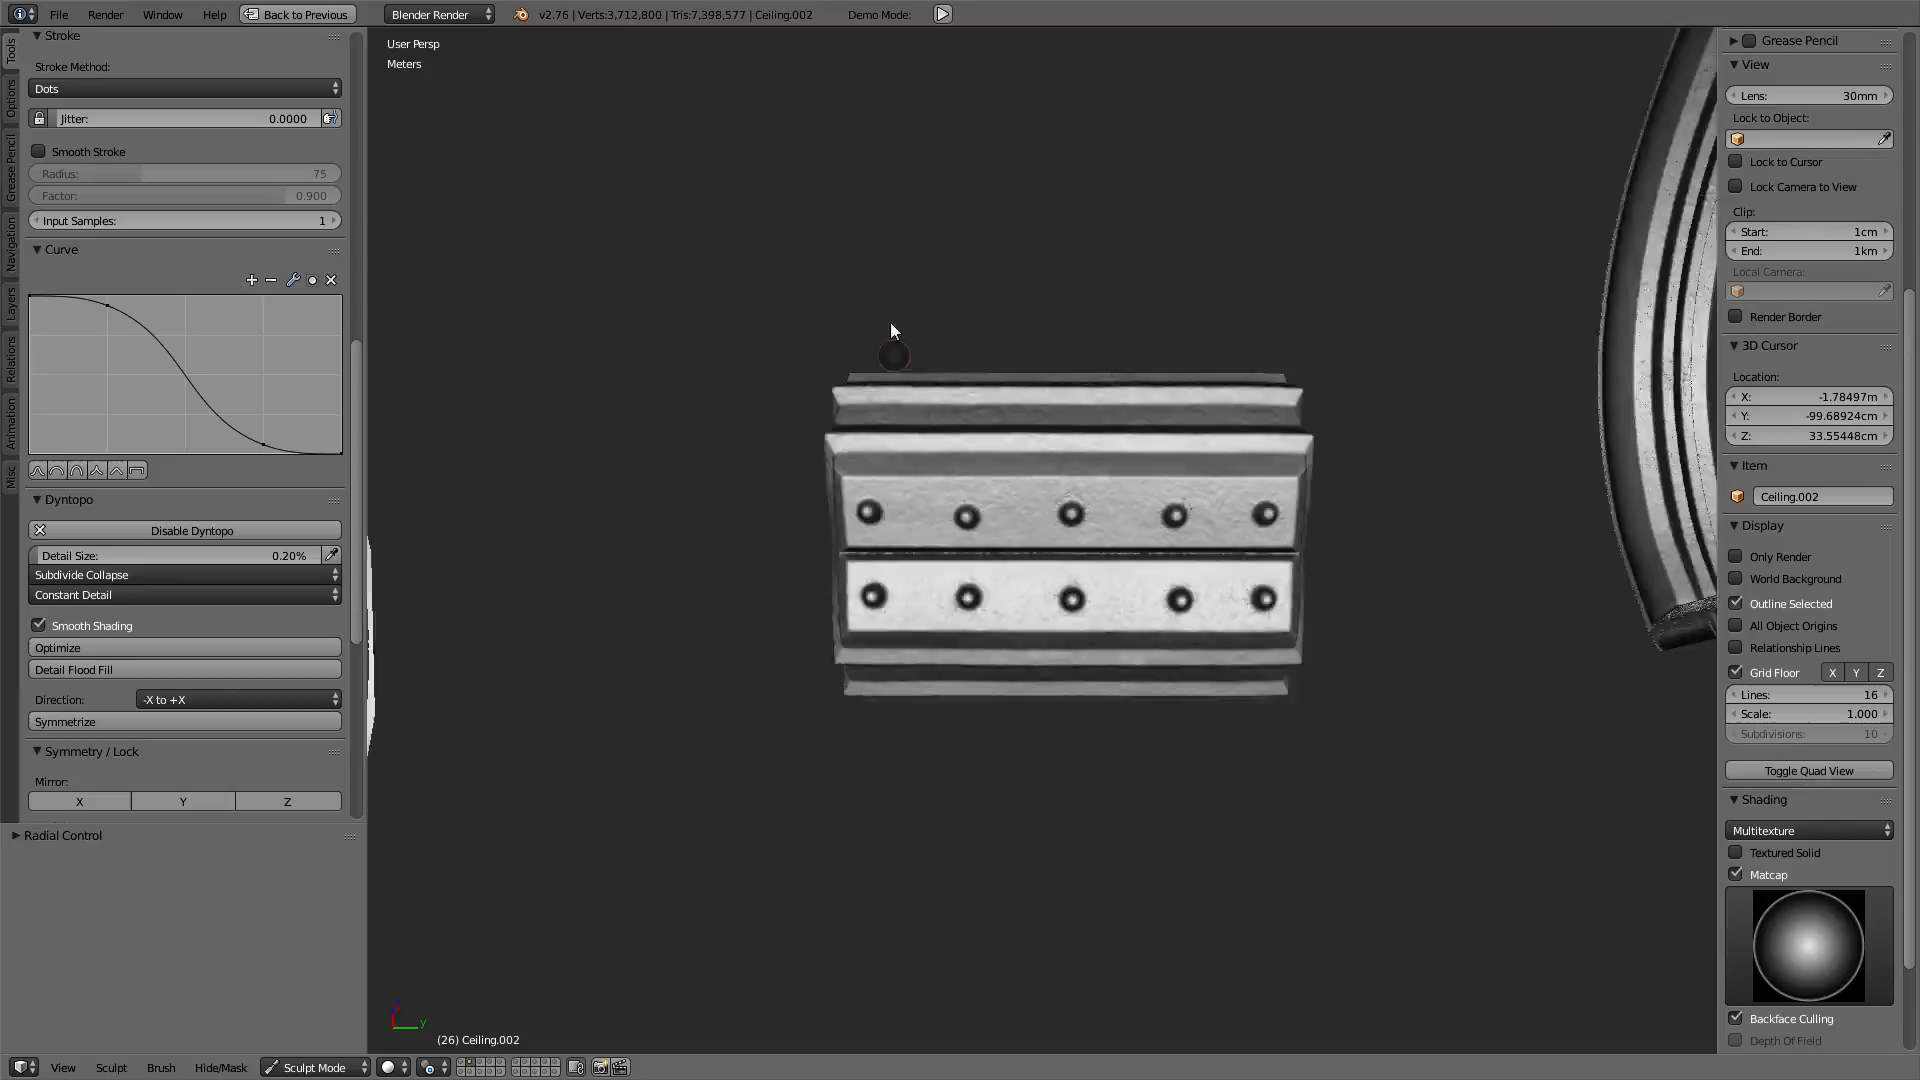 File Render Window Help Back to Previous Blender Render v2.76 | Verts:3,712,800 | Tris:7,398,577 | Ceiling.002 Demo Mode:
Tools
Options
Grease Pencil
Navigation
Layers
Relations
Animation
Misc
Stroke
Stroke Method:
Dots
Jitter: 0.0000
Smooth Stroke
Radius: 75
Factor: 0.900
Input Samples: 1
Curve
Dyntopo
Disable Dyntopo
Detail Size: 0.20%
Subdivide Collapse
Constant Detail
Smooth Shading
Optimize
Detail Flood Fill
Direction: -X to +X
Symmetrize
Symmetry / Lock
Mirror:
X Y Z
Radial Control
User Persp
Meters
y
(26) Ceiling.002
Grease Pencil
View
Lens: 30mm
Lock to Object:
Lock to Cursor
Lock Camera to View
Clip:
Start: 1cm
End: 1km
Local Camera:
Render Border
3D Cursor
Location:
X: -1.78497m
Y: -99.68924cm
Z: 33.55448cm
Item
Ceiling.002
Display
Only Render
World Background
Outline Selected
All Object Origins
Relationship Lines
Grid Floor X Y Z
Lines: 16
Scale: 1.000
Subdivisions: 10
Toggle Quad View
Shading
Multitexture
Textured Solid
Matcap
Backface Culling
Depth Of Field
View Sculpt Brush Hide/Mask Sculpt Mode